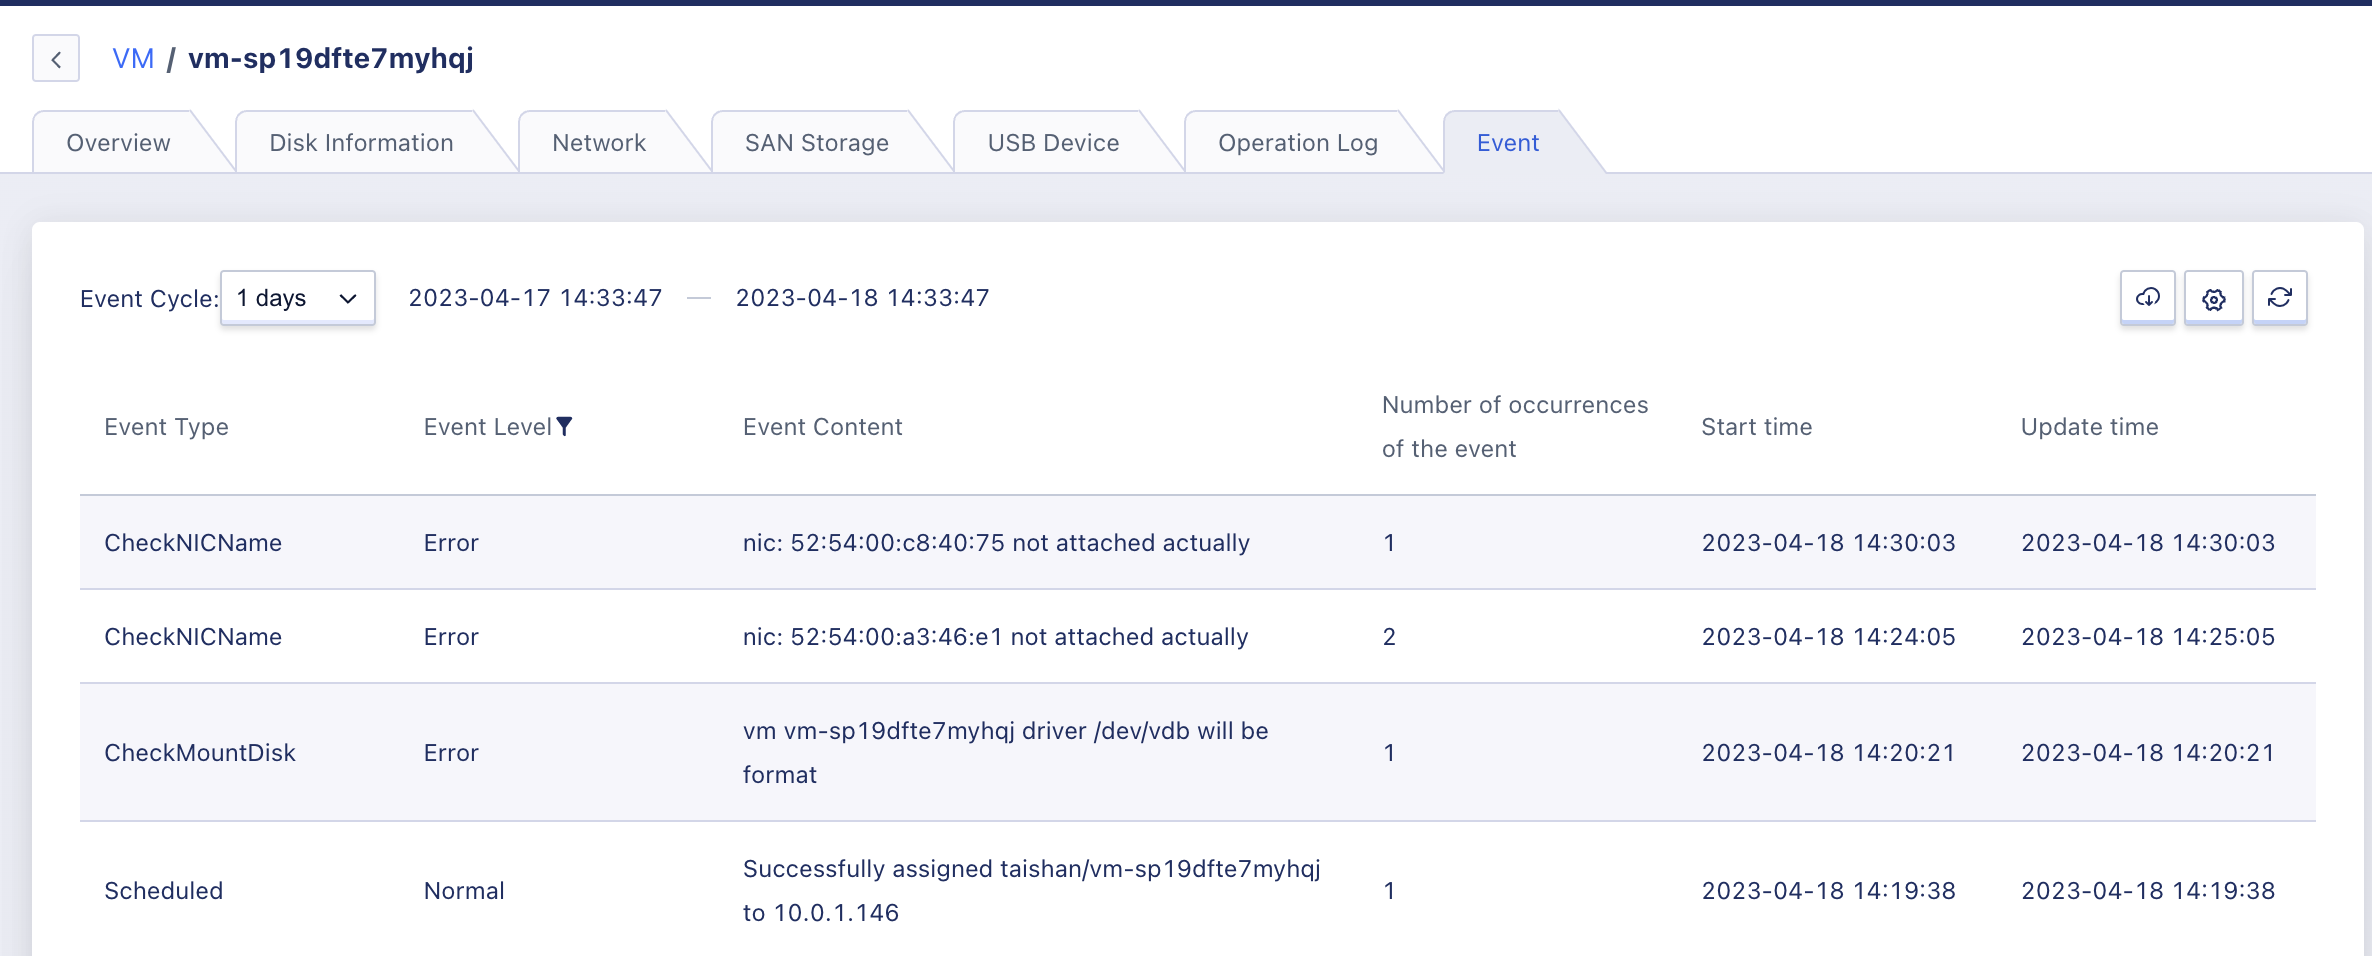 VM / vm-sp19dfte7myhqj
Overview Disk Information Network SAN Storage USB Device Operation Log Event
Event Cycle: 1 days 2023-04-17 14:33:47 — 2023-04-18 14:33:47
Event Type Event Level Event Content Number of occurrences of the event Start time Update time
CheckNICName Error nic: 52:54:00:c8:40:75 not attached actually 1 2023-04-18 14:30:03 2023-04-18 14:30:03
CheckNICName Error nic: 52:54:00:a3:46:e1 not attached actually 2 2023-04-18 14:24:05 2023-04-18 14:25:05
CheckMountDisk Error vm vm-sp19dfte7myhqj driver /dev/vdb will be format 1 2023-04-18 14:20:21 2023-04-18 14:20:21
Scheduled Normal Successfully assigned taishan/vm-sp19dfte7myhqj to 10.0.1.146 1 2023-04-18 14:19:38 2023-04-18 14:19:38